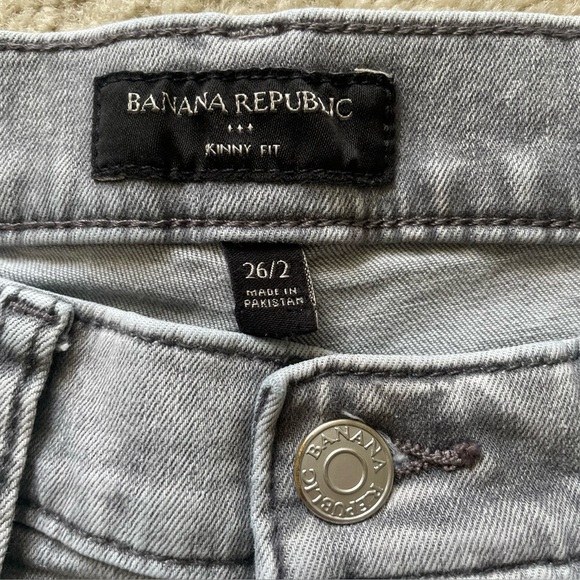 BANANA REPUBLIC
KINNY FIT
26/2
MADE IN
PAKISTAN
BANANA REPUBLIC